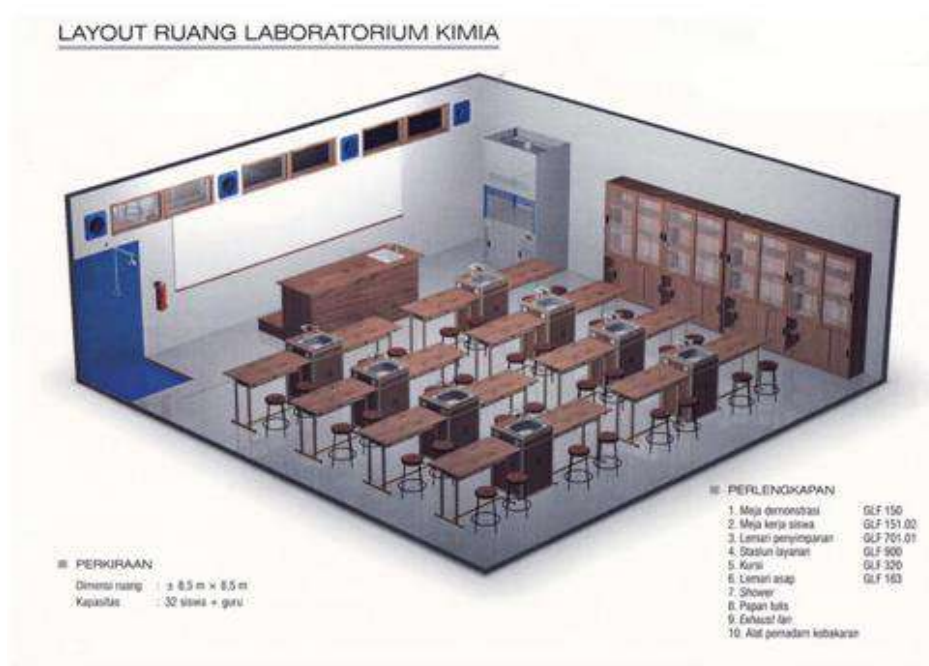 LAYOUT RUANG LABORATORIUM KIMIA
PERLENGKAPAN
1. Meja demonstrasi GLF 150
2. Meja kerja siswa GLF 151.02
3. Lemari penyimpanan GLF 701.01
4. Stasiun layanan GLF 900
5. Kursi GLF 320
6. Lemari asap GLF 163
7. Shower
8. Papan tulis
9. Exhaust fan
10. Alat pemadam kebakaran
PERKIRAAN
Dimensi ruang : ± 8,5 m × 8,5 m
Kapasitas : 32 siswa + guru